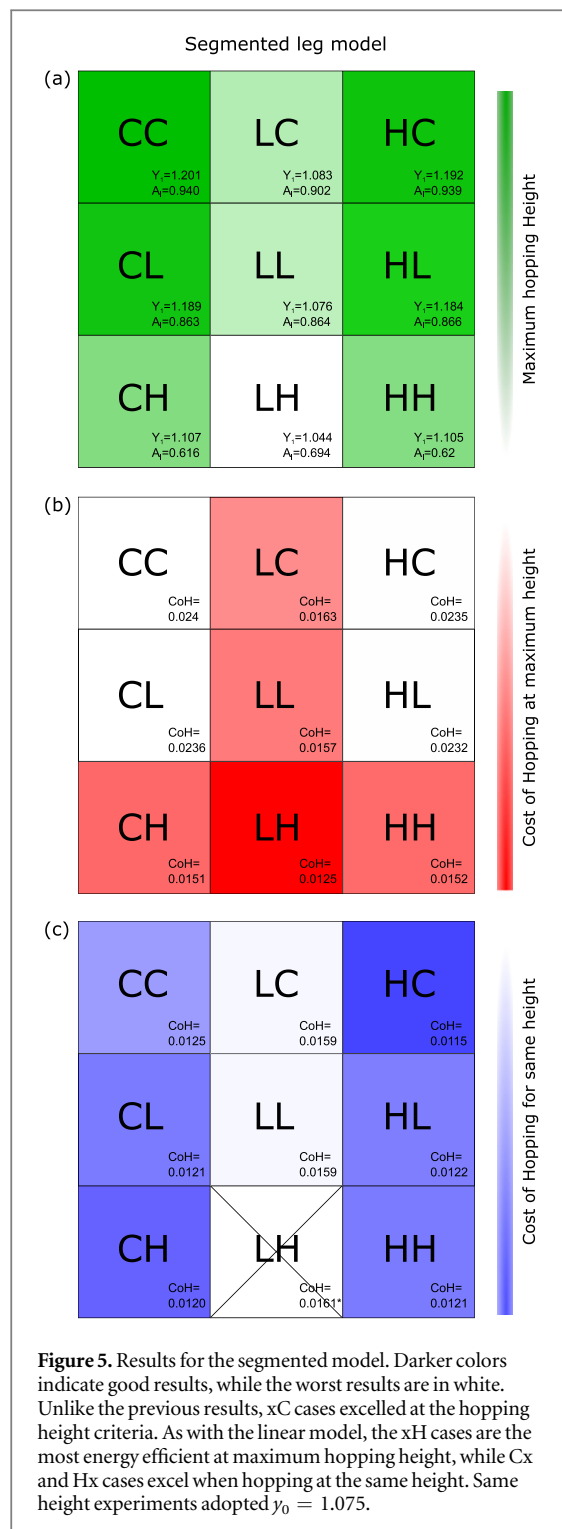 Segmented leg model
(a)
CC LC HC
Y₁=1.201 Y₁=1.083 Y₁=1.192
Aₗ=0.940 Aₗ=0.902 Aₗ=0.939
CL LL HL
Y₁=1.189 Y₁=1.076 Y₁=1.184
Aₗ=0.863 Aₗ=0.864 Aₗ=0.866
CH LH HH
Y₁=1.107 Y₁=1.044 Y₁=1.105
Aₗ=0.616 Aₗ=0.694 Aₗ=0.62
Maximum hopping Height
(b)
CC LC HC
CoH= CoH= CoH=
0.024 0.0163 0.0235
CL LL HL
CoH= CoH= CoH=
0.0236 0.0157 0.0232
CH LH HH
CoH= CoH= CoH=
0.0151 0.0125 0.0152
Cost of Hopping at maximum height
(c)
CC LC HC
CoH= CoH= CoH=
0.0125 0.0159 0.0115
CL LL HL
CoH= CoH= CoH=
0.0121 0.0159 0.0122
CH LH HH
CoH= CoH= CoH=
0.0120 0.0161* 0.0121
Cost of Hopping for same height
Figure 5. Results for the segmented model. Darker colors
indicate good results, while the worst results are in white.
Unlike the previous results, xC cases excelled at the hopping
height criteria. As with the linear model, the xH cases are the
most energy efficient at maximum hopping height, while Cx
and Hx cases excel when hopping at the same height. Same
height experiments adopted y₀ = 1.075.